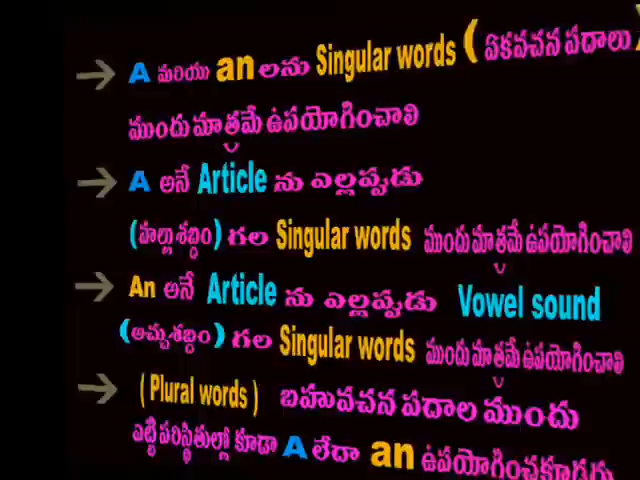 A మరియు an లను Singular words ( ఏకవచన పదాలు )
ముందు మాత్రమే ఉపయోగించాలి
A అనే Article ను ఎల్లప్పుడు
(హల్లు శబ్దం) గల Singular words ముందు మాత్రమే ఉపయోగించాలి
An అనే Article ను ఎల్లప్పుడు Vowel sound
(అచ్చు శబ్దం) గల Singular words ముందు మాత్రమే ఉపయోగించాలి
( Plural words ) బహువచన పదాల ముందు
ఎట్టి పరిస్థితుల్లో కూడా A లేదా an ఉపయోగించకూడదు